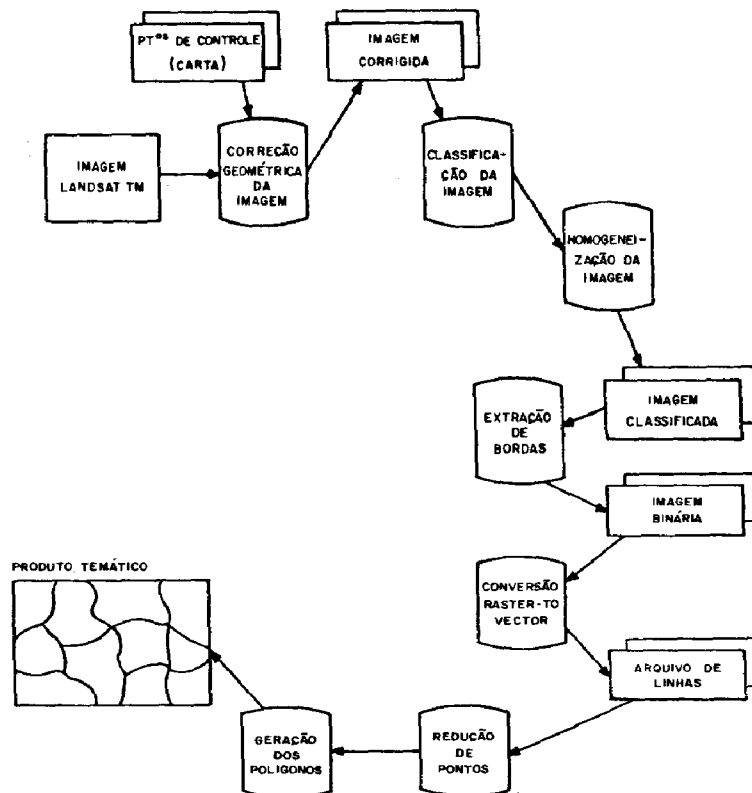 PTºˢ DE CONTROLE
(CARTA)
IMAGEM
CORRIGIDA
IMAGEM
LANDSAT TM
CORREÇÃO
GEOMÉTRICA
DA
IMAGEM
CLASSIFICA-
ÇÃO DA
IMAGEM
HOMOGENEI-
ZAÇÃO DA
IMAGEM
IMAGEM
CLASSIFICADA
EXTRAÇÃO
DE
BORDAS
IMAGEM
BINÁRIA
CONVERSÃO
RASTER-TO
VECTOR
ARQUIVO DE
LINHAS
REDUÇÃO
DE
PONTOS
GERAÇÃO
DOS
POLIGONOS
PRODUTO TEMÁTICO